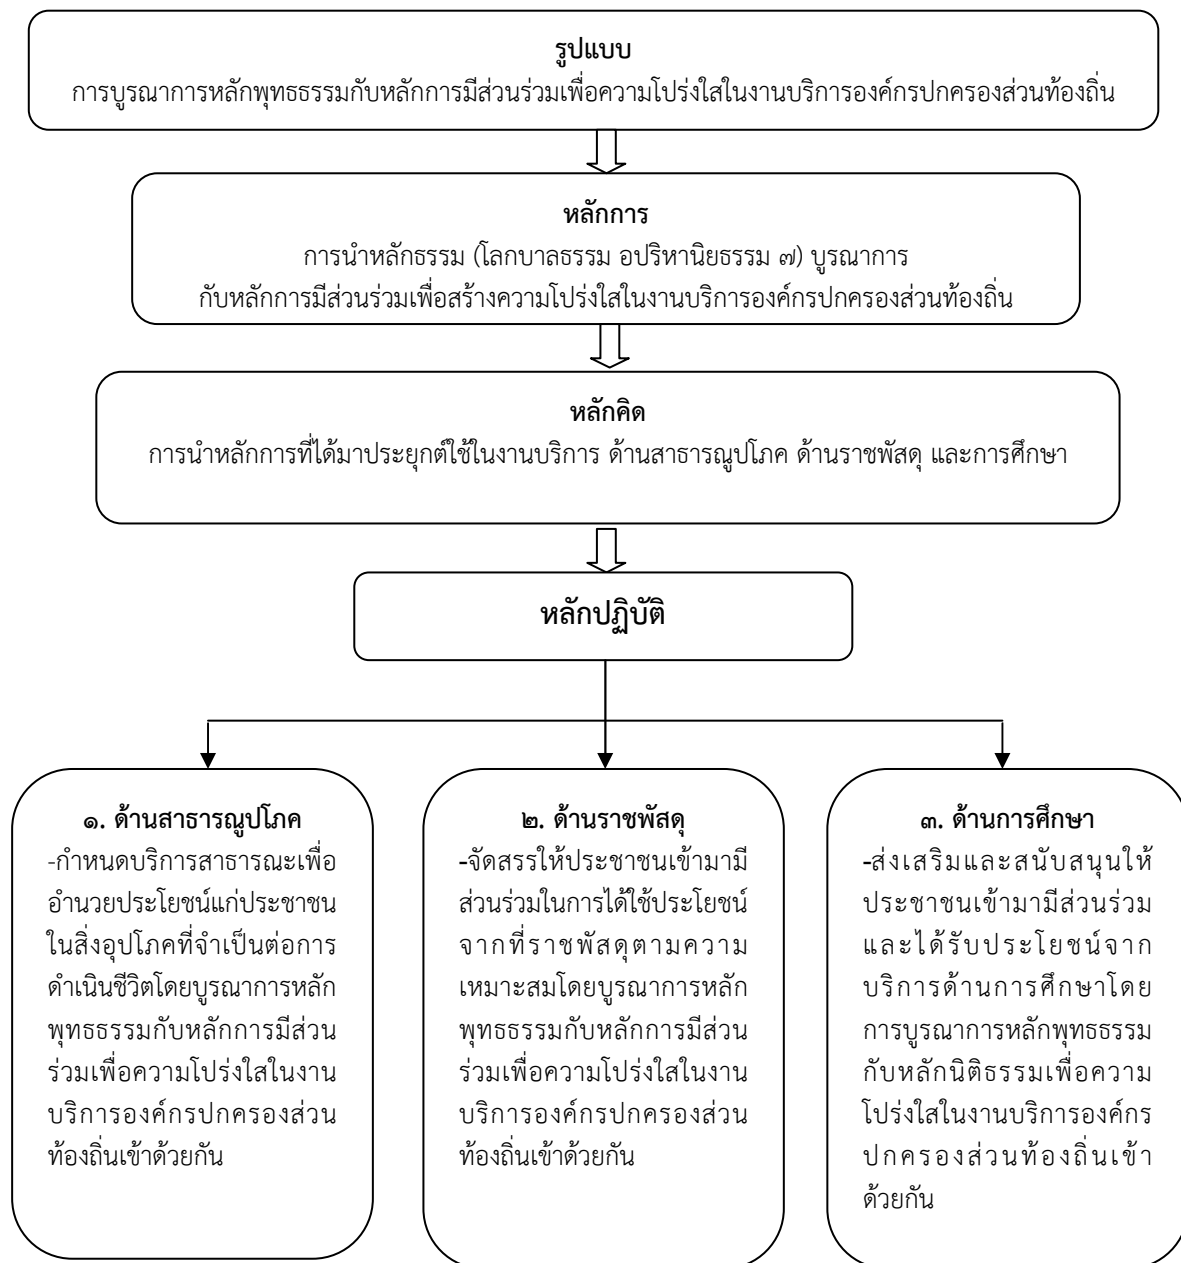 รูปแบบ
การบูรณาการหลักพุทธธรรมกับหลักการมีส่วนร่วมเพื่อความโปร่งใสในงานบริการองค์กรปกครองส่วนท้องถิ่น
หลักการ
การนำหลักธรรม (โลกบาลธรรม อปริหานิยธรรม ๗) บูรณาการ
กับหลักการมีส่วนร่วมเพื่อสร้างความโปร่งใสในงานบริการองค์กรปกครองส่วนท้องถิ่น
หลักคิด
การนำหลักการที่ได้มาประยุกต์ใช้ในงานบริการ ด้านสาธารณูปโภค ด้านราชพัสดุ และการศึกษา
หลักปฏิบัติ
๑. ด้านสาธารณูปโภค
-กำหนดบริการสาธารณะเพื่อ
อำนวยประโยชน์แก่ประชาชน
ในสิ่งอุปโภคที่จำเป็นต่อการ
ดำเนินชีวิตโดยบูรณาการหลัก
พุทธธรรมกับหลักการมีส่วน
ร่วมเพื่อความโปร่งใสในงาน
บริการองค์กรปกครองส่วน
ท้องถิ่นเข้าด้วยกัน
๒. ด้านราชพัสดุ
-จัดสรรให้ประชาชนเข้ามามี
ส่วนร่วมในการได้ใช้ประโยชน์
จากที่ราชพัสดุตามความ
เหมาะสมโดยบูรณาการหลัก
พุทธธรรมกับหลักการมีส่วน
ร่วมเพื่อความโปร่งใสในงาน
บริการองค์กรปกครองส่วน
ท้องถิ่นเข้าด้วยกัน
๓. ด้านการศึกษา
-ส่งเสริมและสนับสนุนให้
ประชาชนเข้ามามีส่วนร่วม
และได้รับประโยชน์จาก
บริการด้านการศึกษาโดย
การบูรณาการหลักพุทธธรรม
กับหลักนิติธรรมเพื่อความ
โปร่งใสในงานบริการองค์กร
ปกครองส่วนท้องถิ่นเข้า
ด้วยกัน